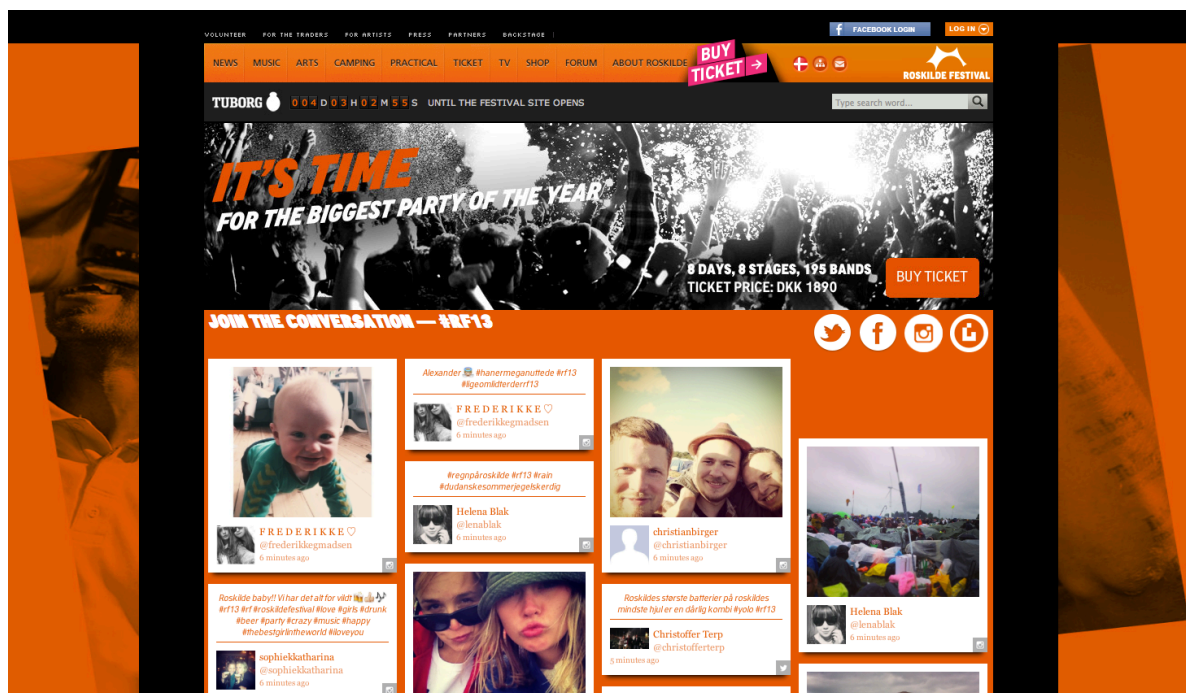 VOLUNTEER FOR THE TRADERS FOR ARTISTS PRESS PARTNERS BACKSTAGE
FACEBOOK LOGIN
LOG IN
NEWS MUSIC ARTS CAMPING PRACTICAL TICKET TV SHOP FORUM ABOUT ROSKILDE
BUY
TICKET
ROSKILDE FESTIVAL
TUBORG 004 D 03 H 02 M 55 S UNTIL THE FESTIVAL SITE OPENS
Type search word...
IT'S TIME
FOR THE BIGGEST PARTY OF THE YEAR
8 DAYS, 8 STAGES, 195 BANDS
TICKET PRICE: DKK 1890
BUY TICKET
JOIN THE CONVERSATION — #RF13
FREDERIKKE♡
@frederikkegmadsen
6 minutes ago
Roskilde baby!! Vi har det alt for vildt
#rf13 #rf #roskildefestival #love #girls #drunk
#beer #party #crazy #music #happy
#thebestgirlintheworld #iloveyou
sophiekkatharina
@sophiekkatharina
6 minutes ago
Alexander #hanermeganuttede #rf13
#ligeomlidterderrf13
FREDERIKKE♡
@frederikkegmadsen
6 minutes ago
#regnpåroskilde #rf13 #rain
#dudanskesommerjegelskerdig
Helena Blak
@lenablak
6 minutes ago
christianbirger
@christianbirger
6 minutes ago
Roskildes største batterier på roskildes
mindste hjul er en dårlig kombi #yolo #rf13
Christoffer Terp
@christofferterp
5 minutes ago
Helena Blak
@lenablak
6 minutes ago